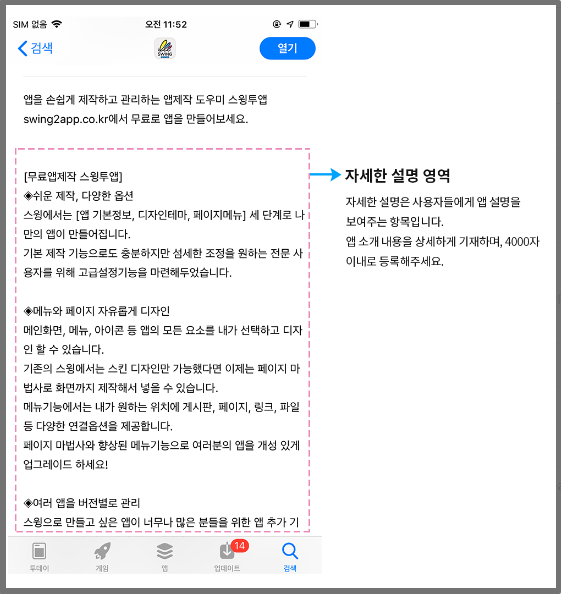 SIM 없음
오전 11:52
검색
SWING
열기
앱을 손쉽게 제작하고 관리하는 앱제작 도우미 스윙투앱
swing2app.co.kr에서 무료로 앱을 만들어보세요.
[무료앱제작 스윙투앱]
◈쉬운 제작, 다양한 옵션
스윙에서는 [앱 기본정보, 디자인테마, 페이지메뉴] 세 단계로 나
만의 앱이 만들어집니다.
기본 제작 기능으로도 충분하지만 섬세한 조정을 원하는 전문 사
용자를 위해 고급설정기능을 마련해두었습니다.
◈메뉴와 페이지 자유롭게 디자인
메인화면, 메뉴, 아이콘 등 앱의 모든 요소를 내가 선택하고 디자
인 할 수 있습니다.
기존의 스윙에서는 스킨 디자인만 가능했다면 이제는 페이지 마
법사로 화면까지 제작해서 넣을 수 있습니다.
메뉴기능에서는 내가 원하는 위치에 게시판, 페이지, 링크, 파일
등 다양한 연결옵션을 제공합니다.
페이지 마법사와 향상된 메뉴기능으로 여러분의 앱을 개성 있게
업그레이드 하세요!
◈여러 앱을 버전별로 관리
스윙으로 만들고 싶은 앱이 너무나 많은 분들을 위한 앱 추가 기
자세한 설명 영역
자세한 설명은 사용자들에게 앱 설명을
보여주는 항목입니다.
앱 소개 내용을 상세하게 기재하며, 4000자
이내로 등록해주세요.
14
투데이
게임
앱
업데이트
검색